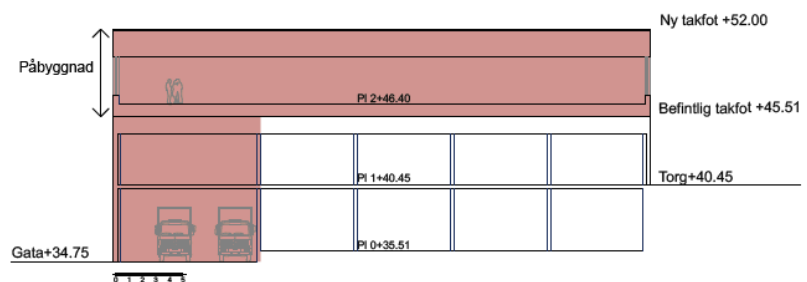 Ny takfot +52.00
Påbyggnad
Pl 2+46.40
Befintlig takfot +45.51
Pl 1+40.45
Torg+40.45
Pl 0+35.51
Gata+34.75
0 1 2 3 4 5